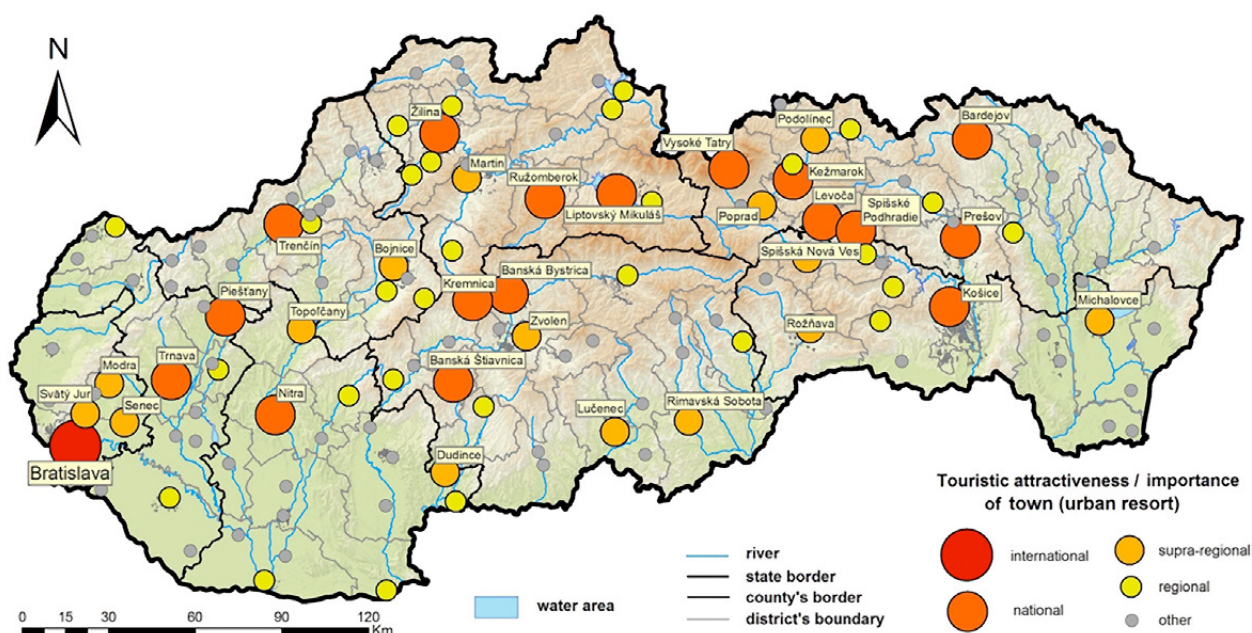 N
Žilina
Martin
Ružomberok
Liptovský Mikuláš
Vysoké Tatry
Podolínec
Kežmarok
Poprad
Levoča
Spišské
Podhradie
Bardejov
Prešov
Trenčín
Bojnice
Spišská Nová Ves
Banská Bystrica
Kremnica
Košice
Michalovce
Piešťany
Topoľčany
Zvolen
Rožňava
Modra
Trnava
Banská Štiavnica
Svätý Jur
Senec
Nitra
Lučenec
Rimavská Sobota
Bratislava
Dudince
Touristic attractiveness / importance
of town (urban resort)
international
national
supra-regional
regional
other
river
state border
county's border
district's boundary
water area
0 15 30 60 90 120
Km